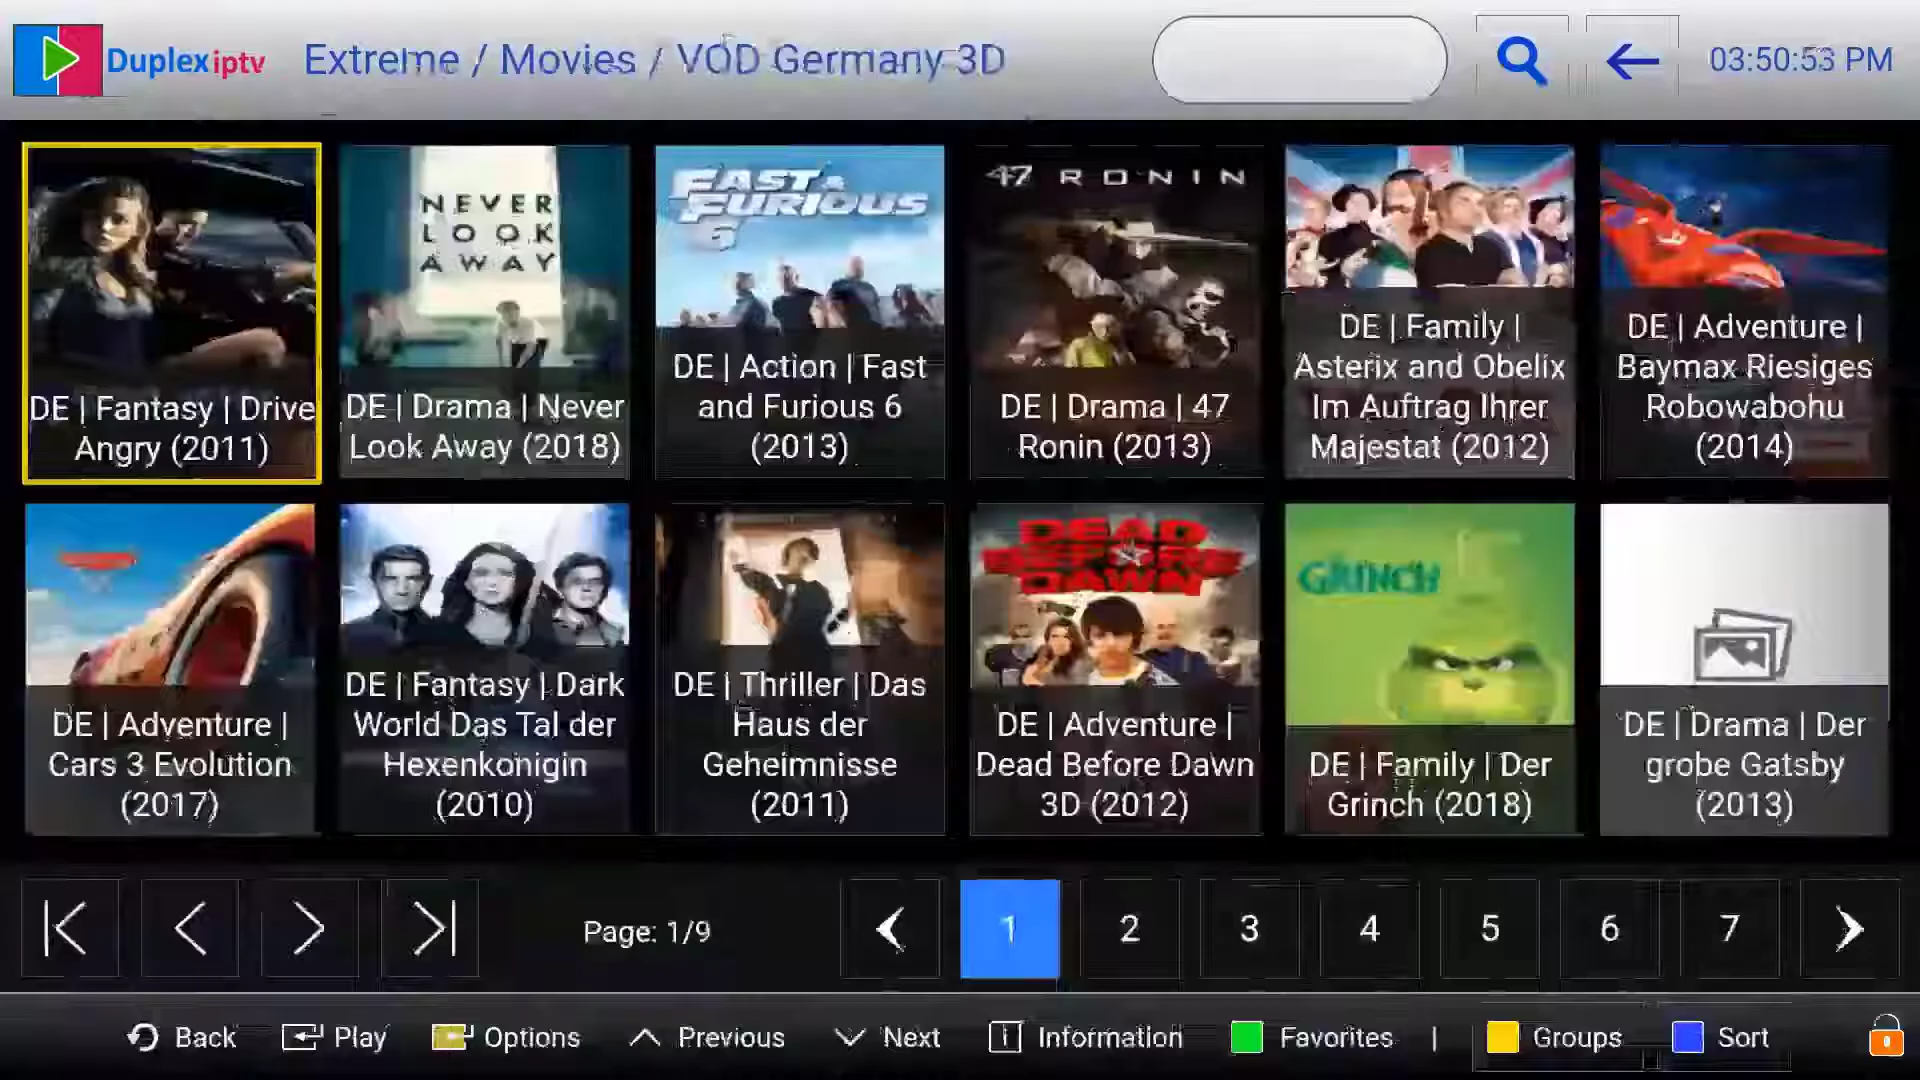 Duplexiptv Extreme / Movies / VOD Germany 3D 03:50:53 PM
NEVER
LOOK
AWAY
FAST &
FURIOUS
6
47 RONIN
DE | Fantasy | Drive
Angry (2011)
DE | Drama | Never
Look Away (2018)
DE | Action | Fast
and Furious 6
(2013)
DE | Drama | 47
Ronin (2013)
DE | Family |
Asterix and Obelix
Im Auftrag Ihrer
Majestat (2012)
DE | Adventure |
Baymax Riesiges
Robowabohu
(2014)
DEAD
BEFORE
DAWN
GRINCH
DE | Adventure |
Cars 3 Evolution
(2017)
DE | Fantasy | Dark
World Das Tal der
Hexenkonigin
(2010)
DE | Thriller | Das
Haus der
Geheimnisse
(2011)
DE | Adventure |
Dead Before Dawn
3D (2012)
DE | Family | Der
Grinch (2018)
DE | Drama | Der
grobe Gatsby
(2013)
Page: 1/9 1 2 3 4 5 6 7
Back Play Options Previous Next Information Favorites | Groups Sort